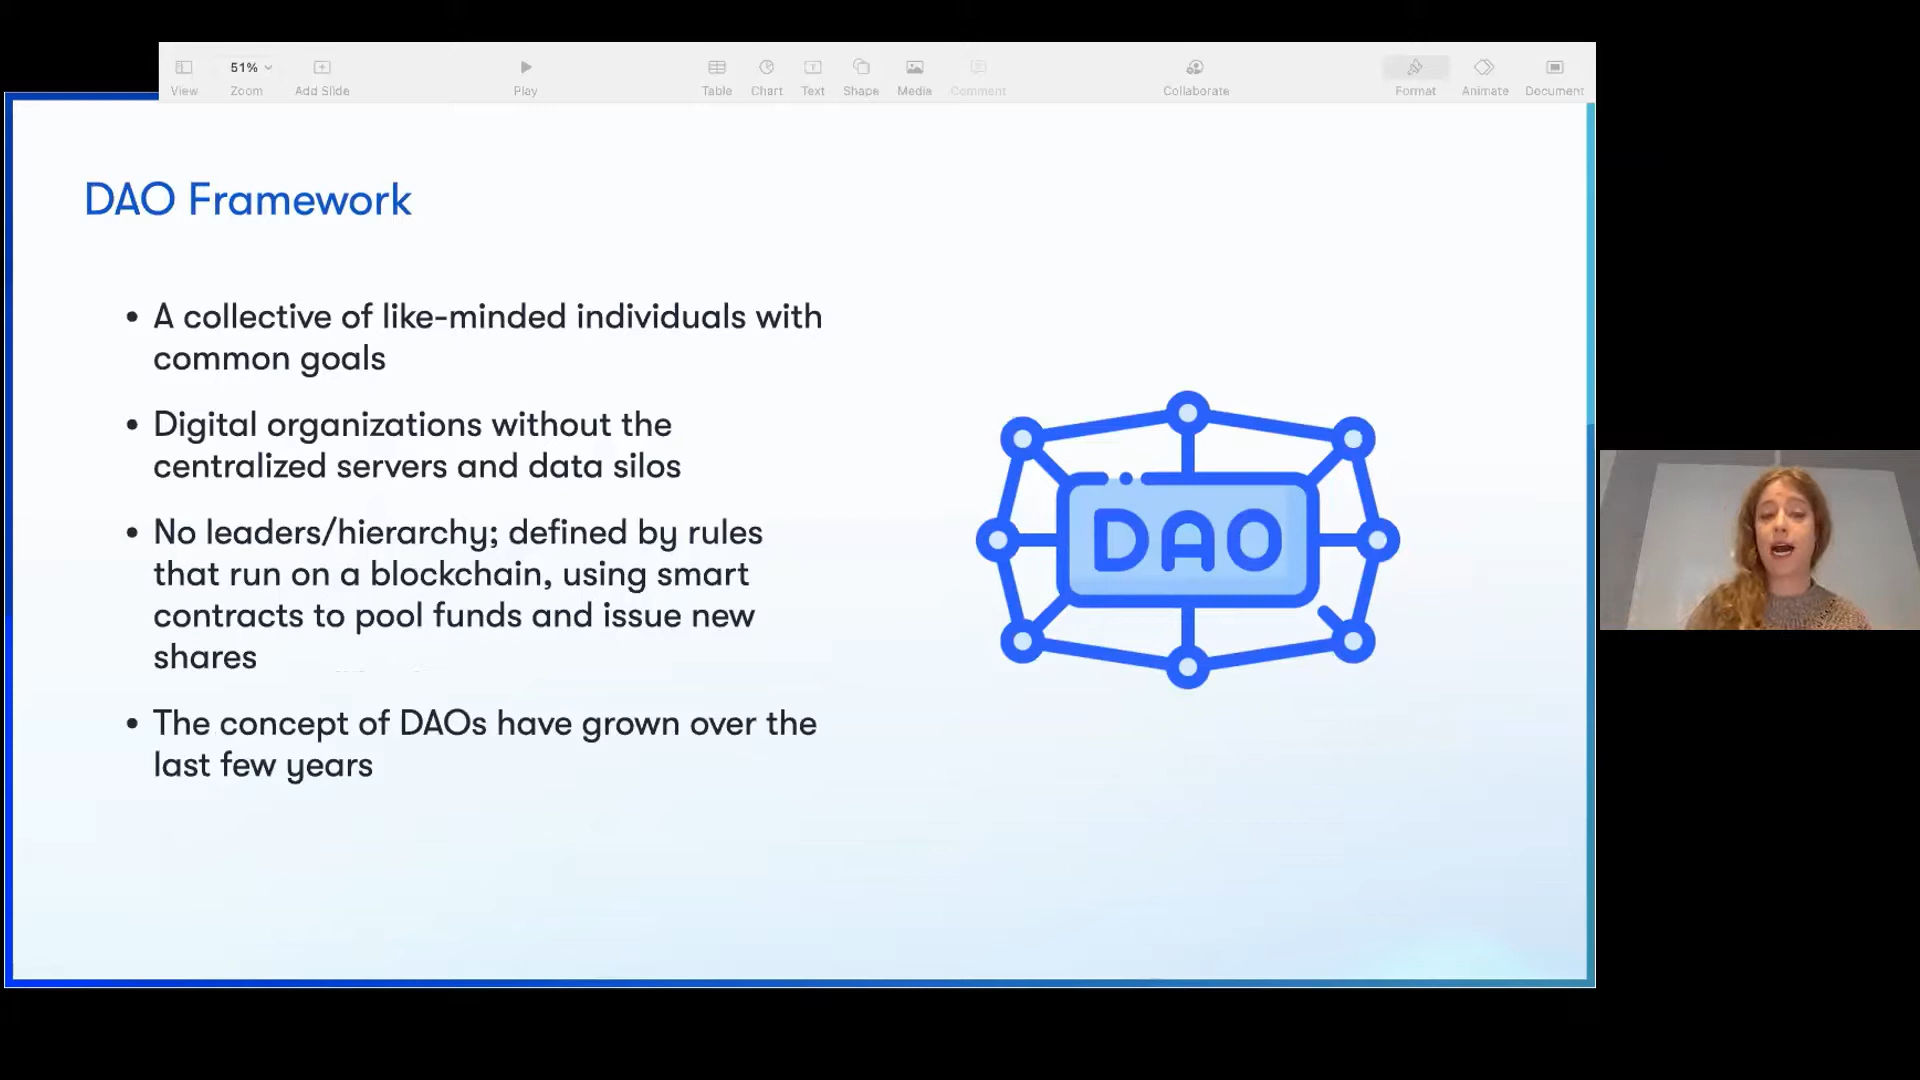 51%
View
Zoom
Add Slide
Play
Table
Chart
Text
Shape
Media
Comment
Collaborate
Format
Animate
Document
DAO Framework
• A collective of like-minded individuals with
common goals
• Digital organizations without the
centralized servers and data silos
• No leaders/hierarchy; defined by rules
that run on a blockchain, using smart
contracts to pool funds and issue new
shares
• The concept of DAOs have grown over the
last few years
DAO